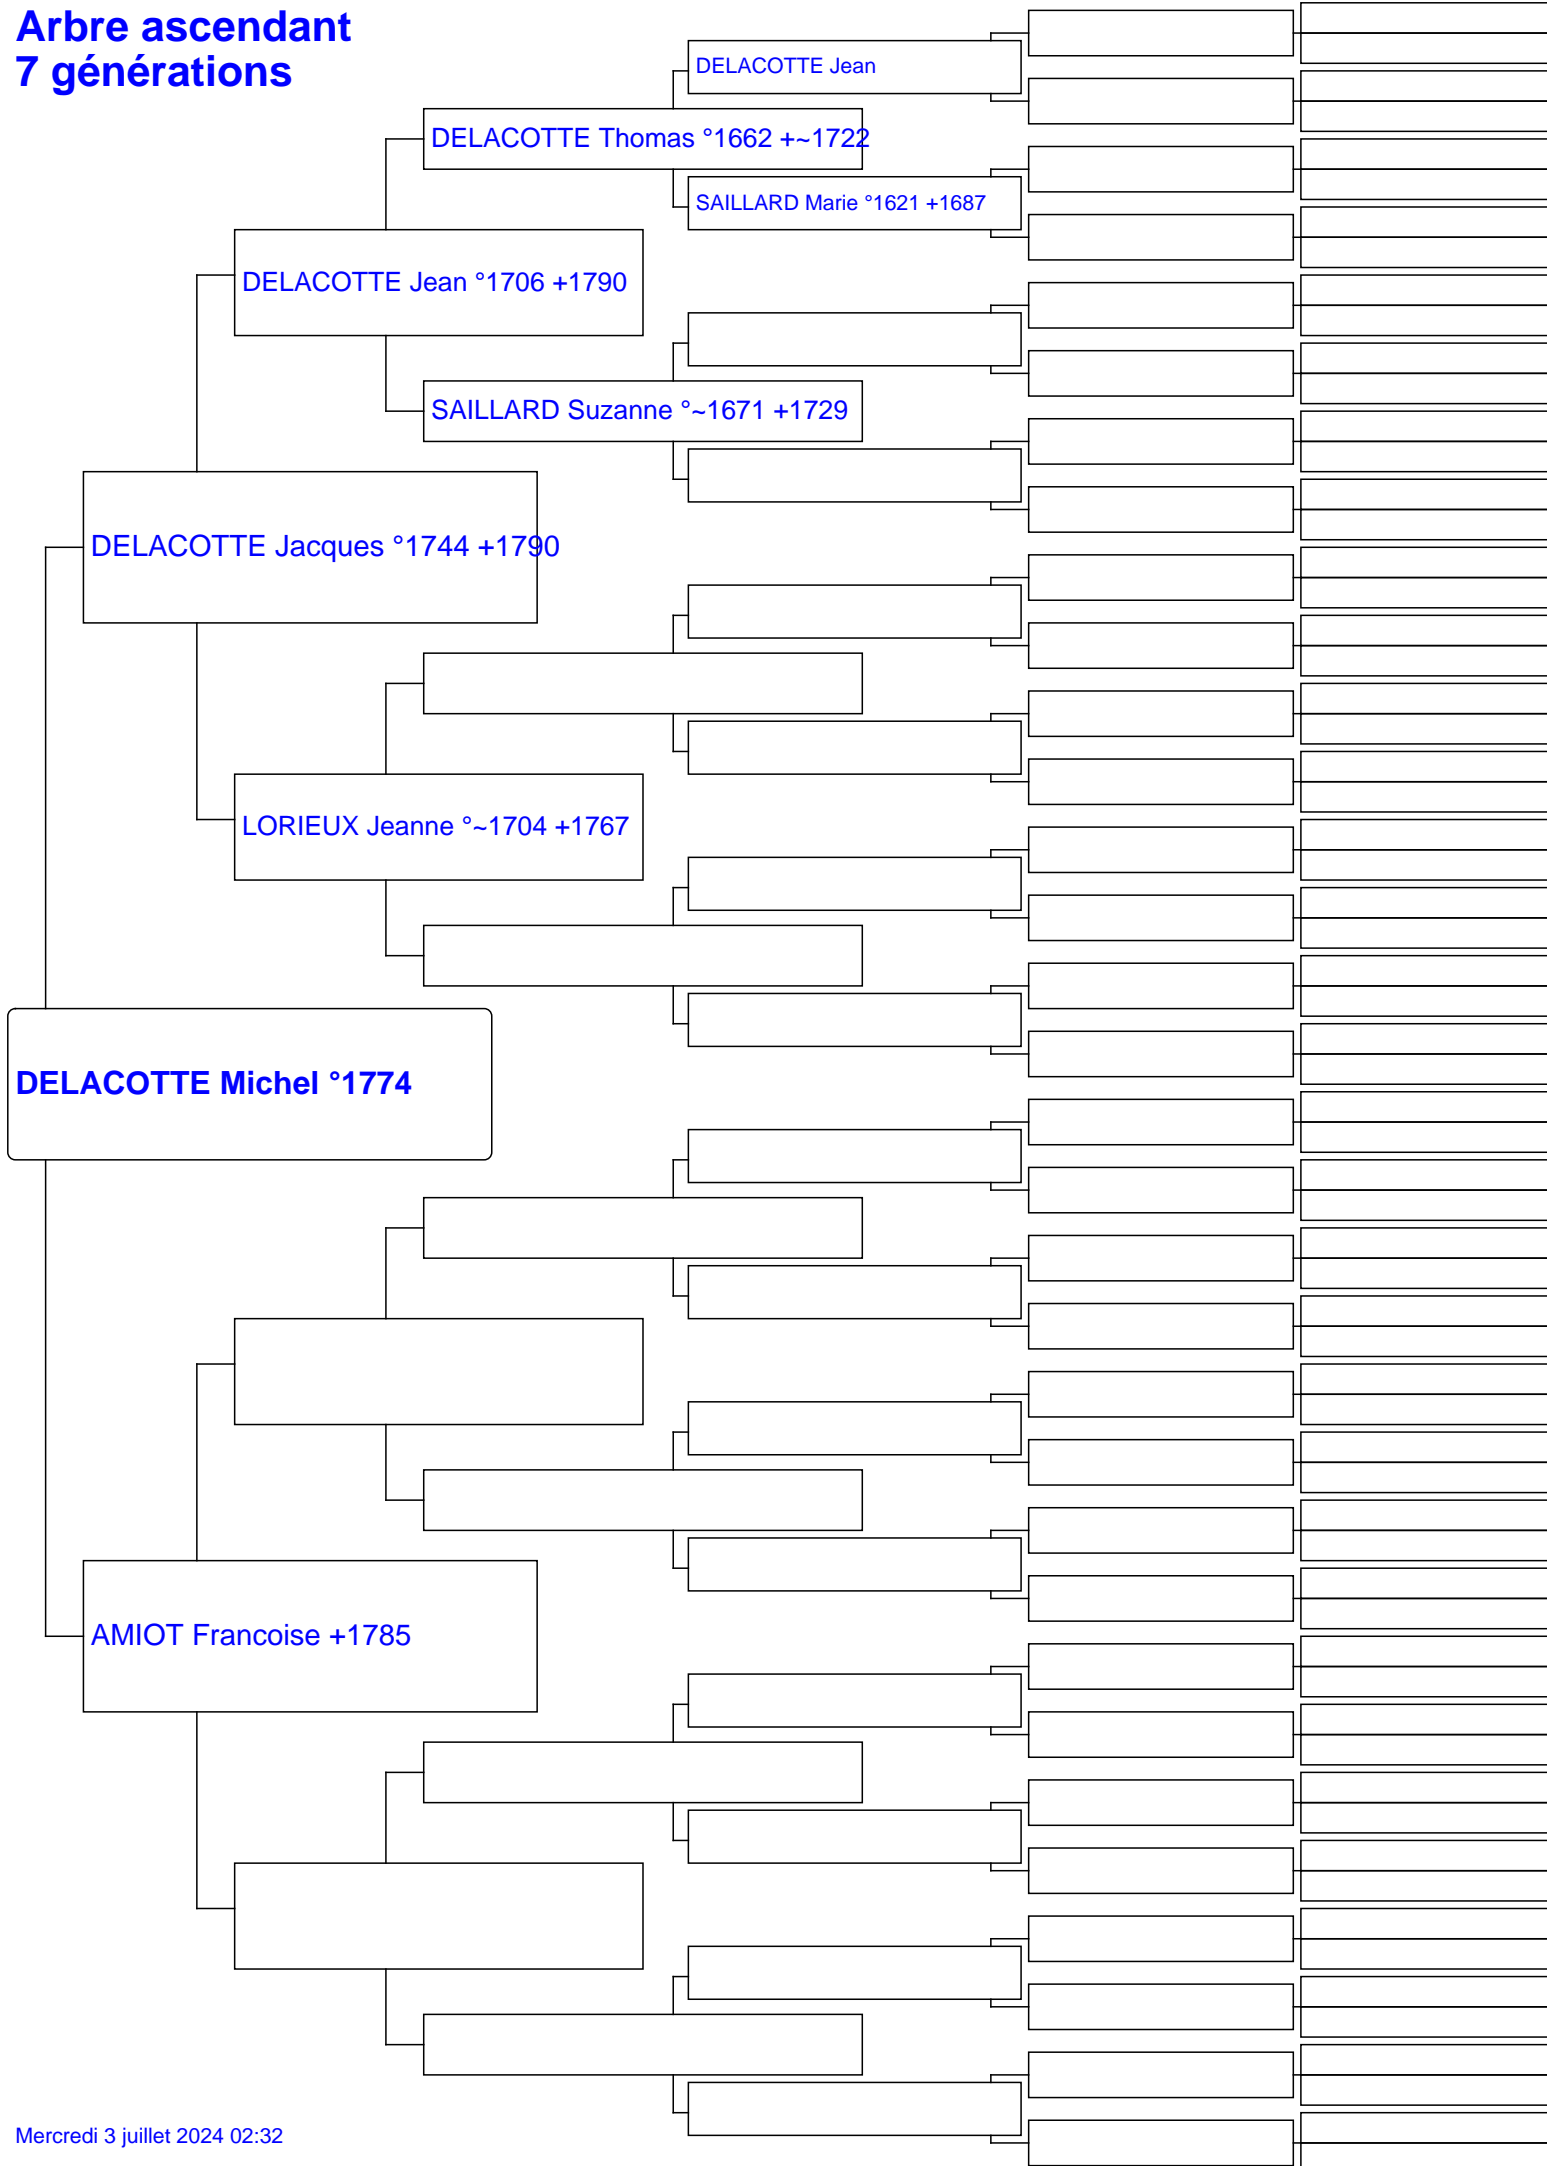 Arbre ascendant
7 générations
DELACOTTE Jean
DELACOTTE Thomas °1662 +~1722
SAILLARD Marie °1621 +1687
DELACOTTE Jean °1706 +1790
SAILLARD Suzanne °~1671 +1729
DELACOTTE Jacques °1744 +1790
LORIEUX Jeanne °~1704 +1767
DELACOTTE Michel °1774
AMIOT Francoise +1785
Mercredi 3 juillet 2024 02:32